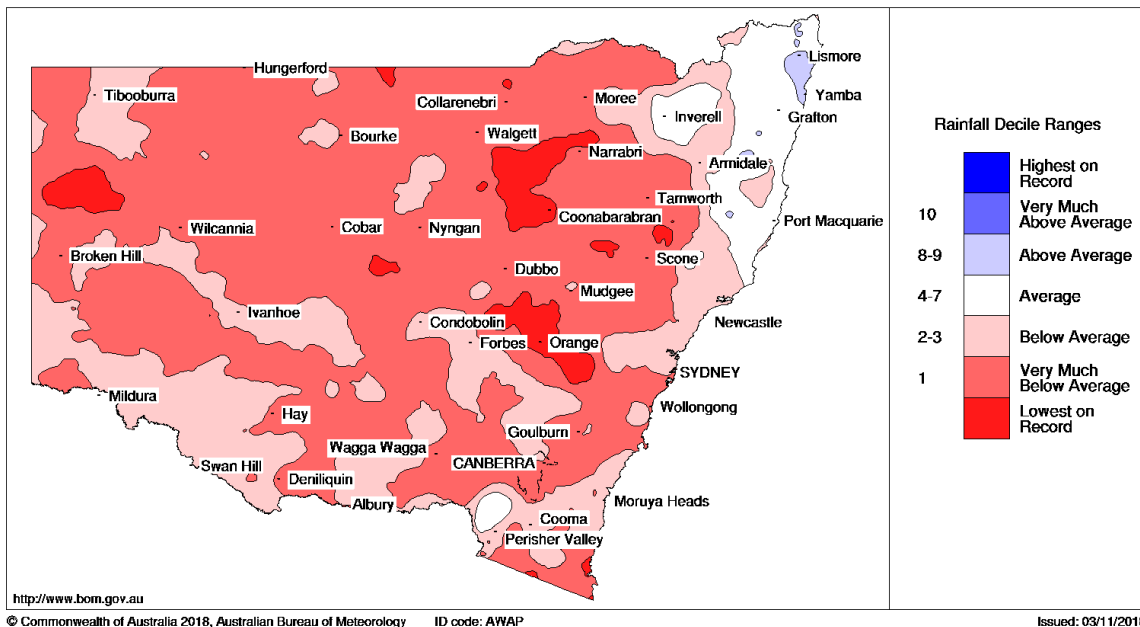 Lismore
Hungerford
Tibooburra
Collarenebri
Moree
Yamba
Inverell
Grafton
Bourke
Walgett
Narrabri
Armidale
Tamworth
Coonabarabran
Port Macquarie
Wilcannia
Cobar
Nyngan
Broken Hill
Scone
Dubbo
Mudgee
Ivanhoe
Condobolin
Newcastle
Forbes
Orange
SYDNEY
Mildura
Hay
Wollongong
Goulburn
Wagga Wagga
CANBERRA
Swan Hill
Deniliquin
Albury
Moruya Heads
Cooma
Perisher Valley
Rainfall Decile Ranges
Highest on
Record
10 Very Much
Above Average
8-9 Above Average
4-7 Average
2-3 Below Average
1 Very Much
Below Average
Lowest on
Record
http://www.bom.gov.au
© Commonwealth of Australia 2018, Australian Bureau of Meteorology ID code: AWAP